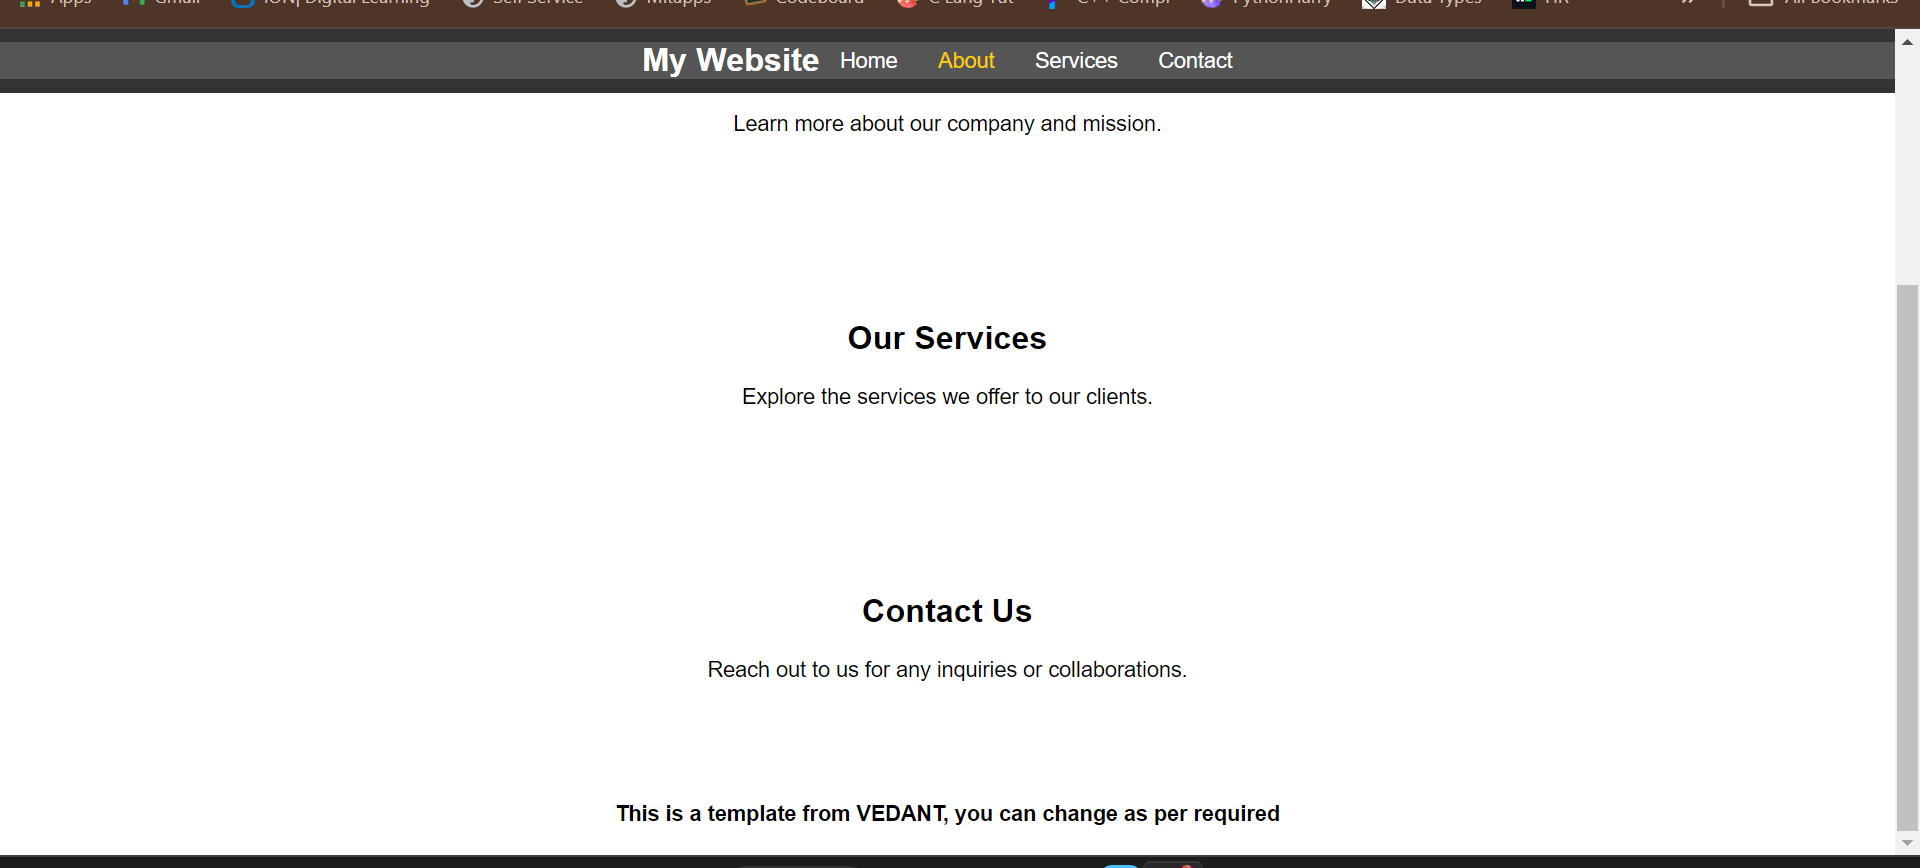 Apps Gmail ION| Digital Learning Self Service Mitapps Codeboard C Lang Tut C++ Compi PythonHarry Data Types HR » All Bookmarks
My Website Home About Services Contact
Learn more about our company and mission.
Our Services
Explore the services we offer to our clients.
Contact Us
Reach out to us for any inquiries or collaborations.
This is a template from VEDANT, you can change as per required